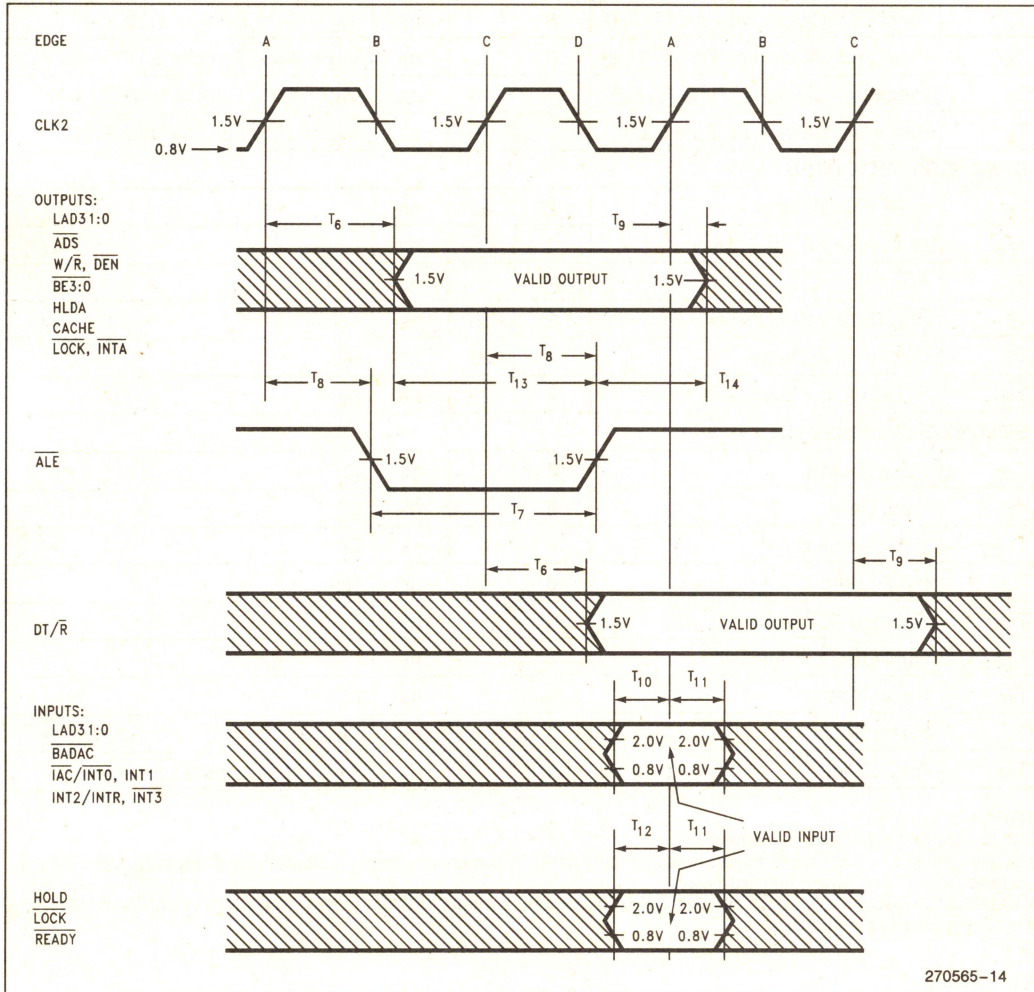 EDGE A B C D A B C
CLK2 1.5V 1.5V 1.5V
0.8V
OUTPUTS:
LAD31:0
ADS
W/R, DEN
BE3:0
HLDA
CACHE
LOCK, INTA
T6 T9
1.5V VALID OUTPUT 1.5V
T8
T8 T13 T14
ALE 1.5V 1.5V
T7
T6 T9
DT/R 1.5V VALID OUTPUT 1.5V
INPUTS:
LAD31:0
BADAC
IAC/INT0, INT1
INT2/INTR, INT3
T10 T11
2.0V 2.0V
0.8V 0.8V
T12 T11 VALID INPUT
HOLD
LOCK
READY
2.0V 2.0V
0.8V 0.8V
270565-14